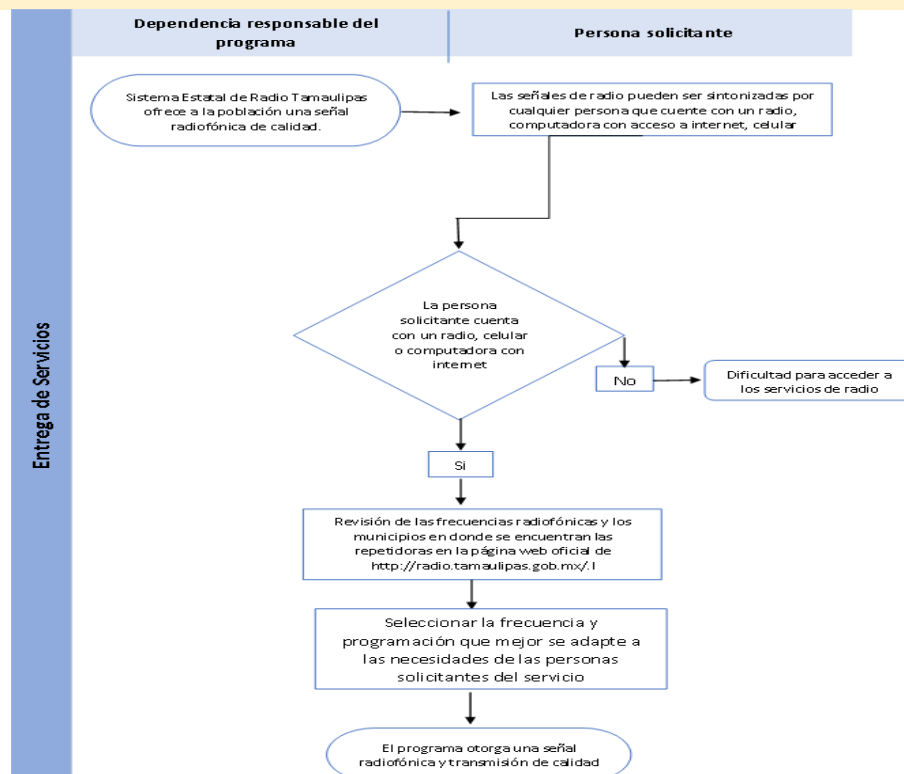 Dependencia responsable del
programa
Persona solicitante
Entrega de Servicios
Sistema Estatal de Radio Tamaulipas
ofrece a la población una señal
radiofónica de calidad.
Las señales de radio pueden ser sintonizadas por
cualquier persona que cuente con un radio,
computadora con acceso a internet, celular
La persona
solicitante cuenta
con un radio, celular
o computadora con
internet
No
Dificultad para acceder a
los servicios de radio
Si
Revisión de las frecuencias radiofónicas y los
municipios en donde se encuentran las
repetidoras en la página web oficial de
http://radio.tamaulipas.gob.mx/.l
Seleccionar la frecuencia y
programación que mejor se adapte a
las necesidades de las personas
solicitantes del servicio
El programa otorga una señal
radiofónica y transmisión de calidad